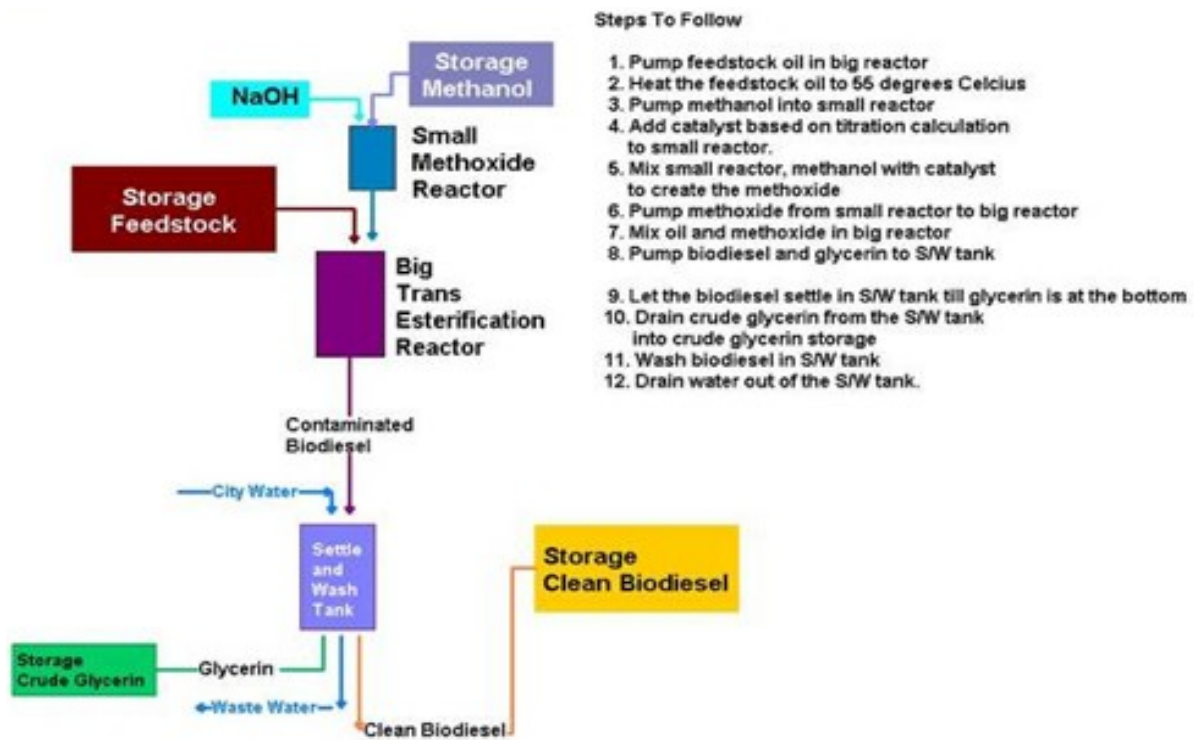 Steps To Follow
1. Pump feedstock oil in big reactor
2. Heat the feedstock oil to 55 degrees Celcius
3. Pump methanol into small reactor
4. Add catalyst based on titration calculation
to small reactor.
5. Mix small reactor, methanol with catalyst
to create the methoxide
6. Pump methoxide from small reactor to big reactor
7. Mix oil and methoxide in big reactor
8. Pump biodiesel and glycerin to S/W tank
9. Let the biodiesel settle in S/W tank till glycerin is at the bottom
10. Drain crude glycerin from the S/W tank
into crude glycerin storage
11. Wash biodiesel in S/W tank
12. Drain water out of the S/W tank.
Storage
Methanol
NaOH
Small
Methoxide
Reactor
Storage
Feedstock
Big
Trans
Esterification
Reactor
Contaminated
Biodiesel
City Water
Settle
and
Wash
Tank
Storage
Clean Biodiesel
Storage
Crude Glycerin
Glycerin
Waste Water
Clean Biodiesel